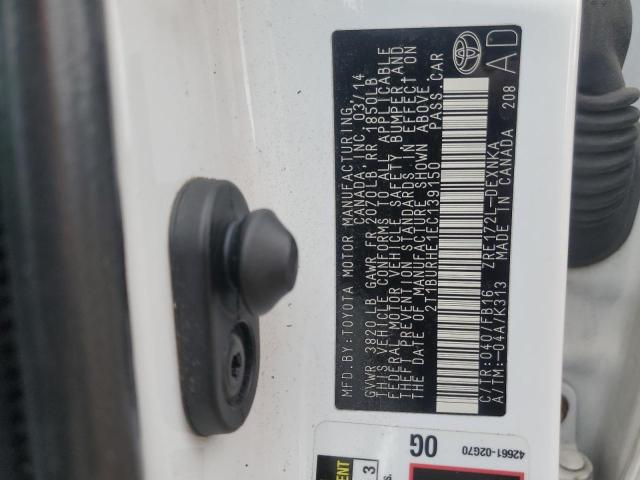 MFD.BY:TOYOTA MOTOR MANUFACTURING,
CANADA,INC. 03/14
GVWR 3820LB GAWR FR 2070LB,RR 1850LB
THIS VEHICLE CONFORMS TO ALL APPLICABLE
FEDERAL MOTOR VEHICLE SAFETY, BUMPER,AND
THEFT PREVENTION STANDARDS IN EFFECT ON
THE DATE OF MANUFACTURE SHOWN ABOVE.
2T1BURHE1EC139150 PASS.CAR
C/TR:040/FB16 ZRE172L-DEXNKA
A/TM:-04A/K313 MADE IN CANADA 208
TOYOTA
AD
0G
42661-02G70